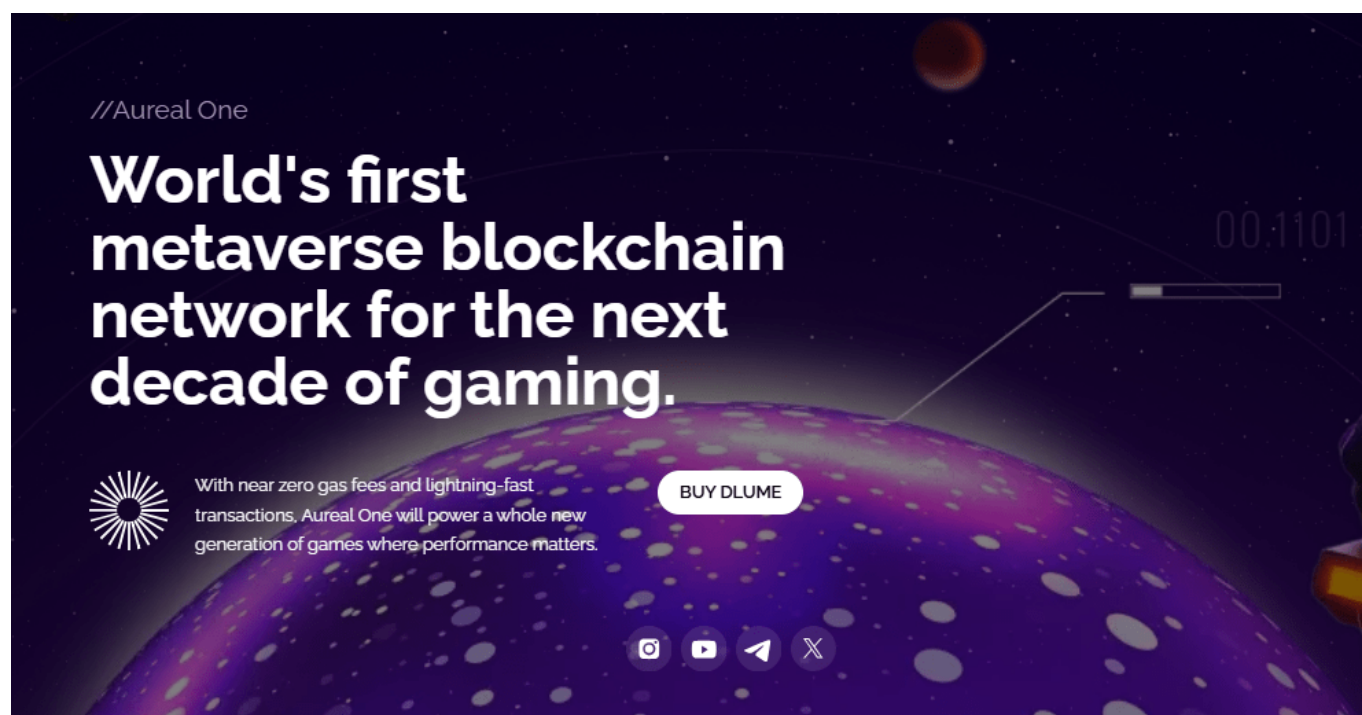 //Aureal One
World's first
metaverse blockchain
network for the next
decade of gaming.
00.1101
With near zero gas fees and lightning-fast
transactions, Aureal One will power a whole new
generation of games where performance matters.
BUY DLUME